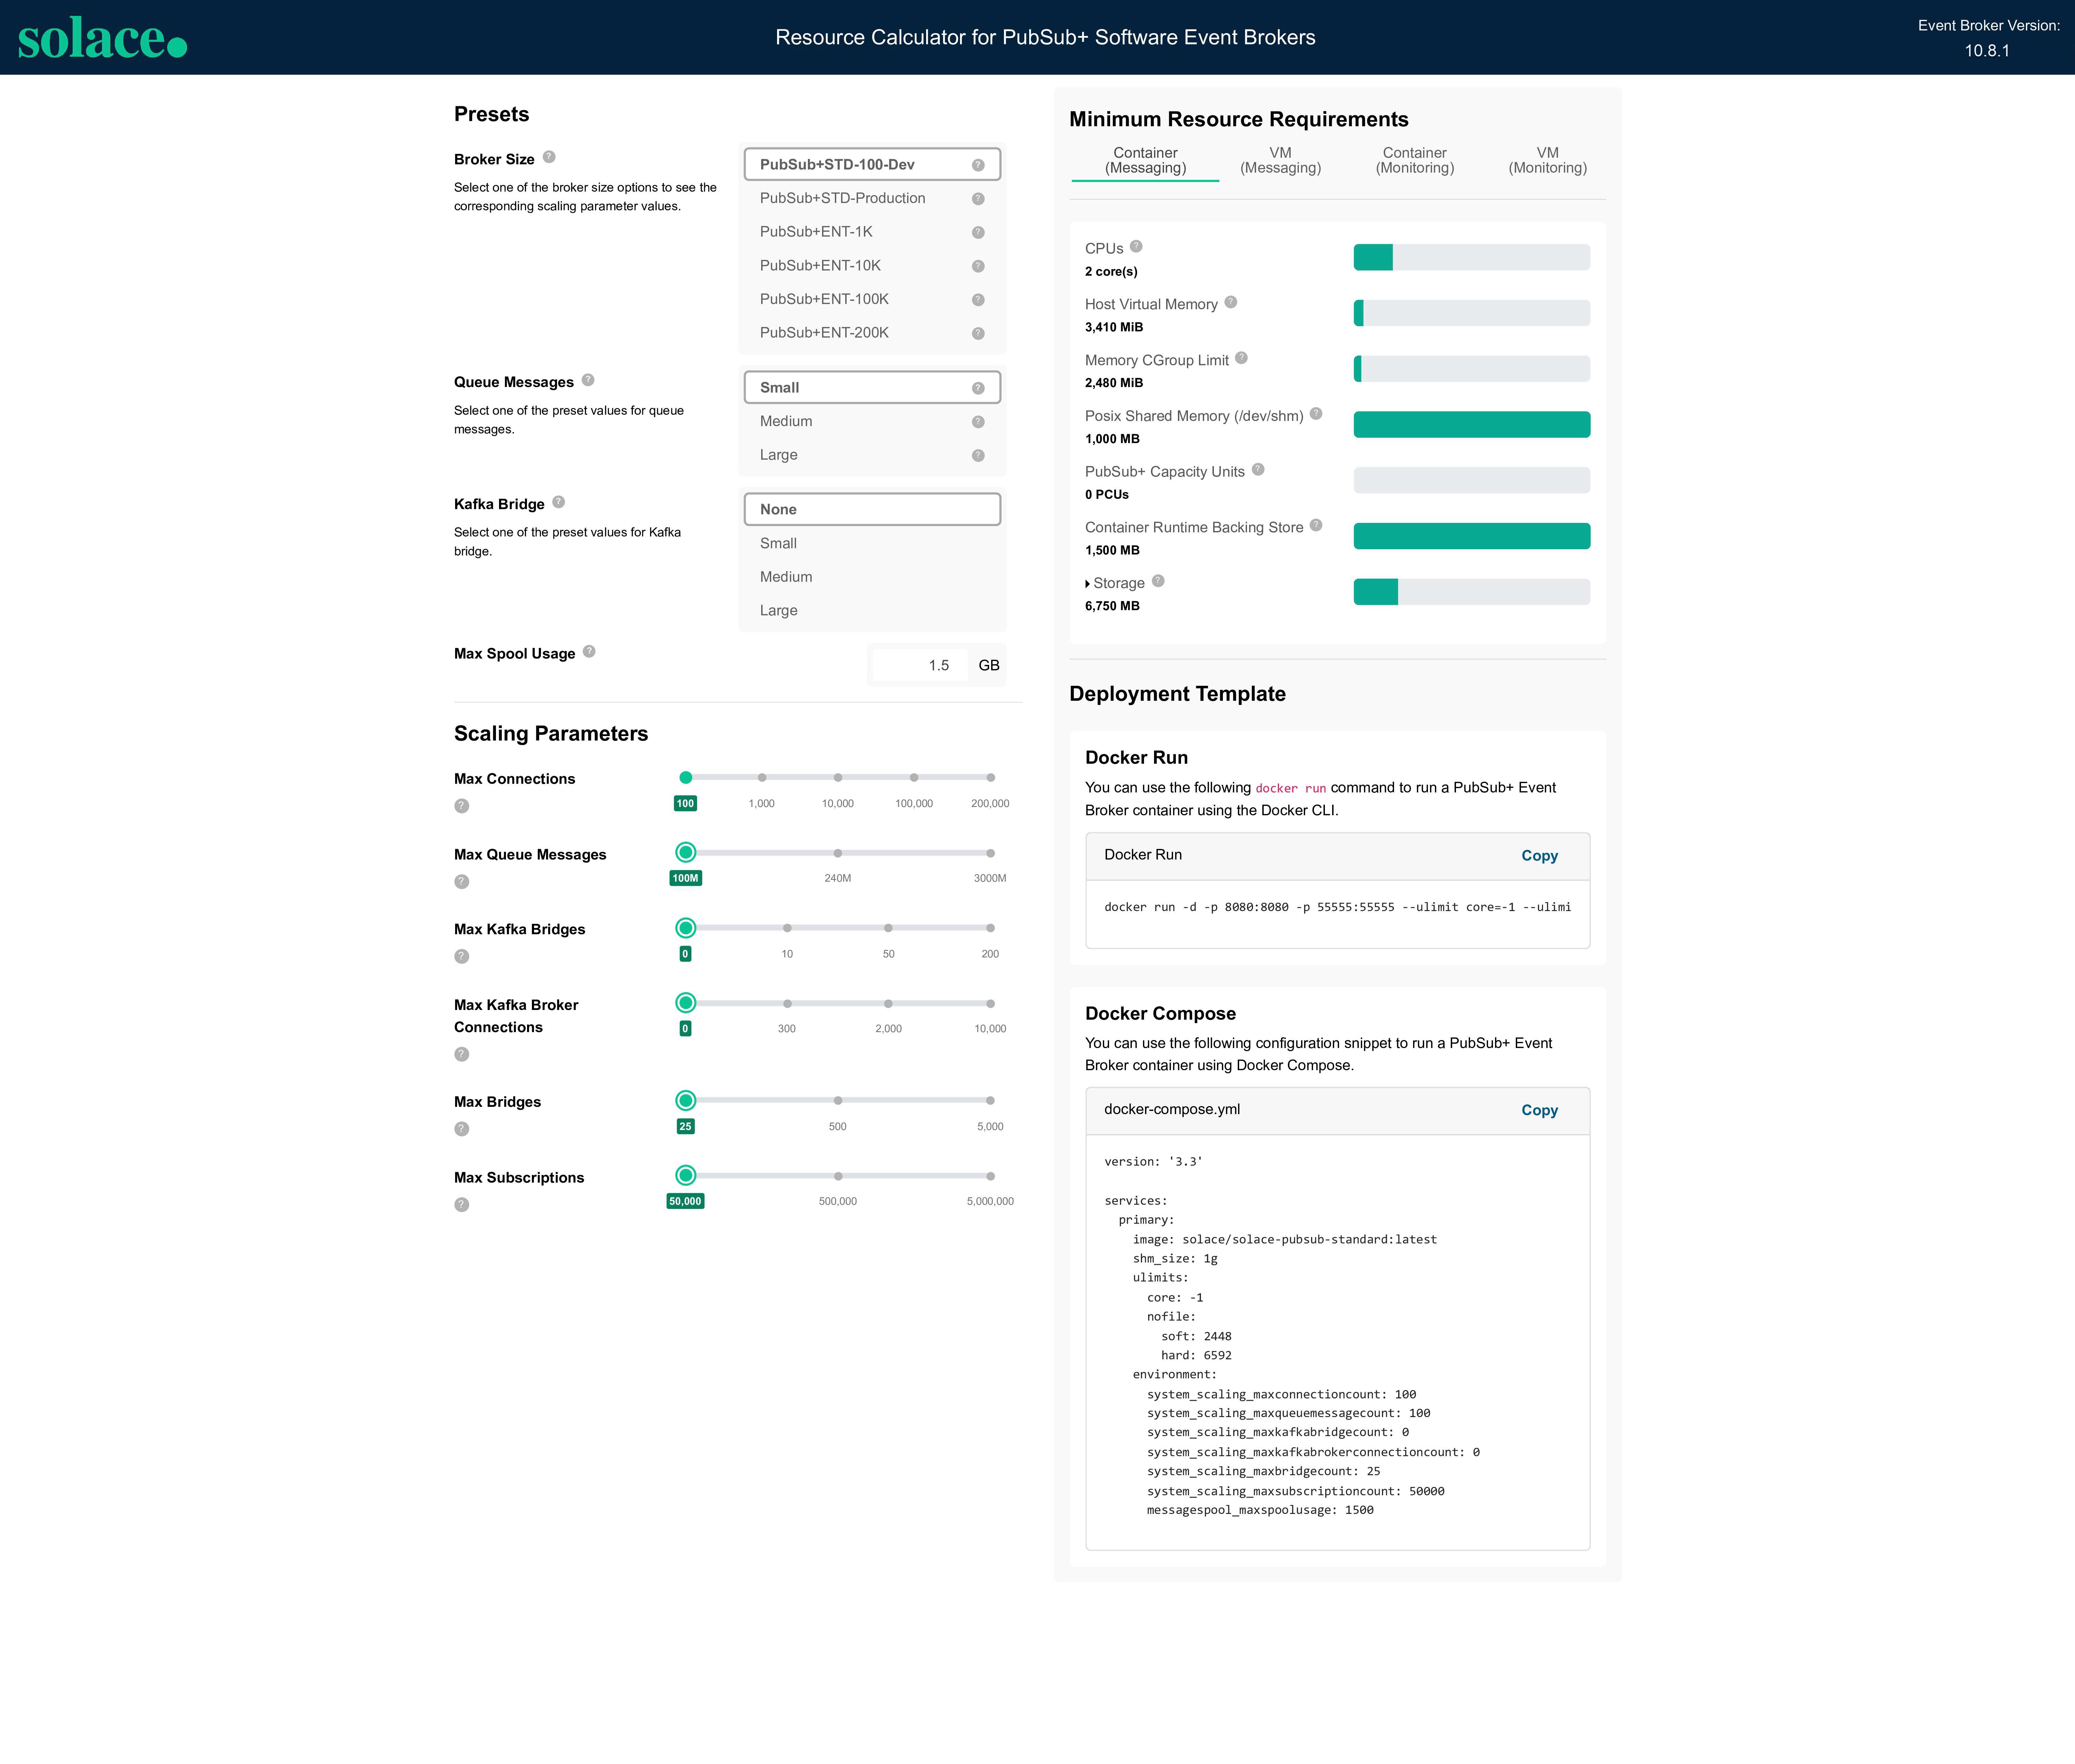 solace.
Resource Calculator for PubSub+ Software Event Brokers
Event Broker Version:
10.8.1
Presets
Broker Size ?
Select one of the broker size options to see the
corresponding scaling parameter values.
PubSub+STD-100-Dev ?
PubSub+STD-Production ?
PubSub+ENT-1K ?
PubSub+ENT-10K ?
PubSub+ENT-100K ?
PubSub+ENT-200K ?
Queue Messages ?
Select one of the preset values for queue
messages.
Small ?
Medium ?
Large ?
Kafka Bridge ?
Select one of the preset values for Kafka
bridge.
None
Small
Medium
Large
Max Spool Usage ?
1.5 GB
Scaling Parameters
Max Connections
?
100 1,000 10,000 100,000 200,000
Max Queue Messages
?
100M 240M 3000M
Max Kafka Bridges
?
0 10 50 200
Max Kafka Broker
Connections
?
0 300 2,000 10,000
Max Bridges
?
25 500 5,000
Max Subscriptions
?
50,000 500,000 5,000,000
Minimum Resource Requirements
Container
(Messaging)
VM
(Messaging)
Container
(Monitoring)
VM
(Monitoring)
CPUs ?
2 core(s)
Host Virtual Memory ?
3,410 MiB
Memory CGroup Limit ?
2,480 MiB
Posix Shared Memory (/dev/shm) ?
1,000 MB
PubSub+ Capacity Units ?
0 PCUs
Container Runtime Backing Store ?
1,500 MB
Storage ?
6,750 MB
Deployment Template
Docker Run
You can use the following docker run command to run a PubSub+ Event
Broker container using the Docker CLI.
Docker Run Copy
docker run -d -p 8080:8080 -p 55555:55555 --ulimit core=-1 --ulimi
Docker Compose
You can use the following configuration snippet to run a PubSub+ Event
Broker container using Docker Compose.
docker-compose.yml Copy
version: '3.3'
services:
primary:
image: solace/solace-pubsub-standard:latest
shm_size: 1g
ulimits:
core: -1
nofile:
soft: 2448
hard: 6592
environment:
system_scaling_maxconnectioncount: 100
system_scaling_maxqueuemessagecount: 100
system_scaling_maxkafkabridgecount: 0
system_scaling_maxkafkabrokerconnectioncount: 0
system_scaling_maxbridgecount: 25
system_scaling_maxsubscriptioncount: 50000
messagespool_maxspoolusage: 1500